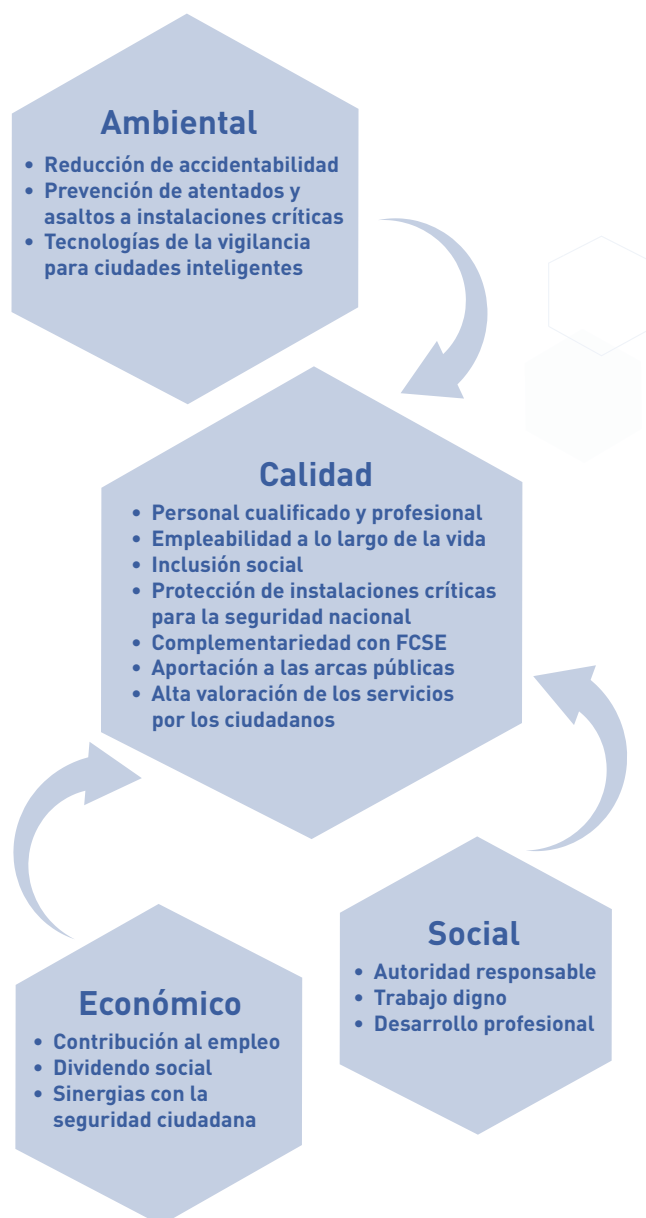 Ambiental
• Reducción de accidentabilidad
• Prevención de atentados y
asaltos a instalaciones críticas
• Tecnologías de la vigilancia
para ciudades inteligentes
Calidad
• Personal cualificado y profesional
• Empleabilidad a lo largo de la vida
• Inclusión social
• Protección de instalaciones críticas
para la seguridad nacional
• Complementariedad con FCSE
• Aportación a las arcas públicas
• Alta valoración de los servicios
por los ciudadanos
Social
• Autoridad responsable
• Trabajo digno
• Desarrollo profesional
Económico
• Contribución al empleo
• Dividendo social
• Sinergias con la
seguridad ciudadana